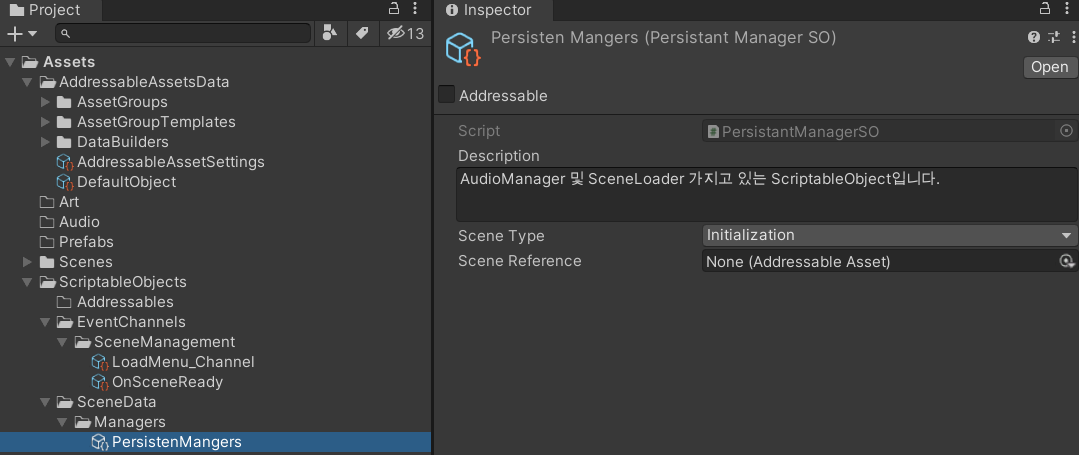 Project
13
Assets
AddressableAssetsData
AssetGroups
AssetGroupTemplates
DataBuilders
AddressableAssetSettings
DefaultObject
Art
Audio
Prefabs
Scenes
ScriptableObjects
Addressables
EventChannels
SceneManagement
LoadMenu_Channel
OnSceneReady
SceneData
Managers
PersistenMangers
Inspector
Persisten Mangers (Persistant Manager SO)
Open
Addressable
Script
PersistantManagerSO
Description
AudioManager 및 SceneLoader 가지고 있는 ScriptableObject입니다.
Scene Type
Initialization
Scene Reference
None (Addressable Asset)